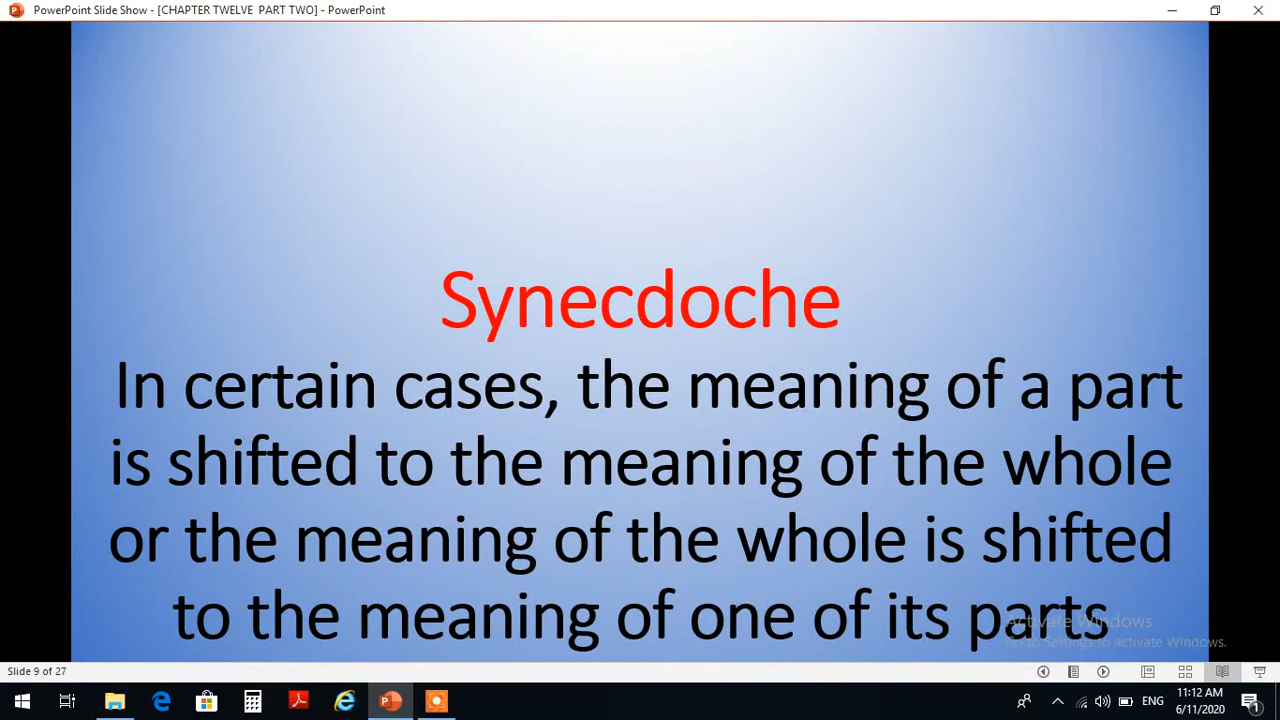 PowerPoint Slide Show - [CHAPTER TWELVE  PART TWO] - PowerPoint
Synecdoche
In certain cases, the meaning of a part
is shifted to the meaning of the whole
or the meaning of the whole is shifted
to the meaning of one of its parts
Activate Windows
Go to Settings to activate Windows.
Slide 9 of 27
ENG
11:12 AM
6/11/2020
1